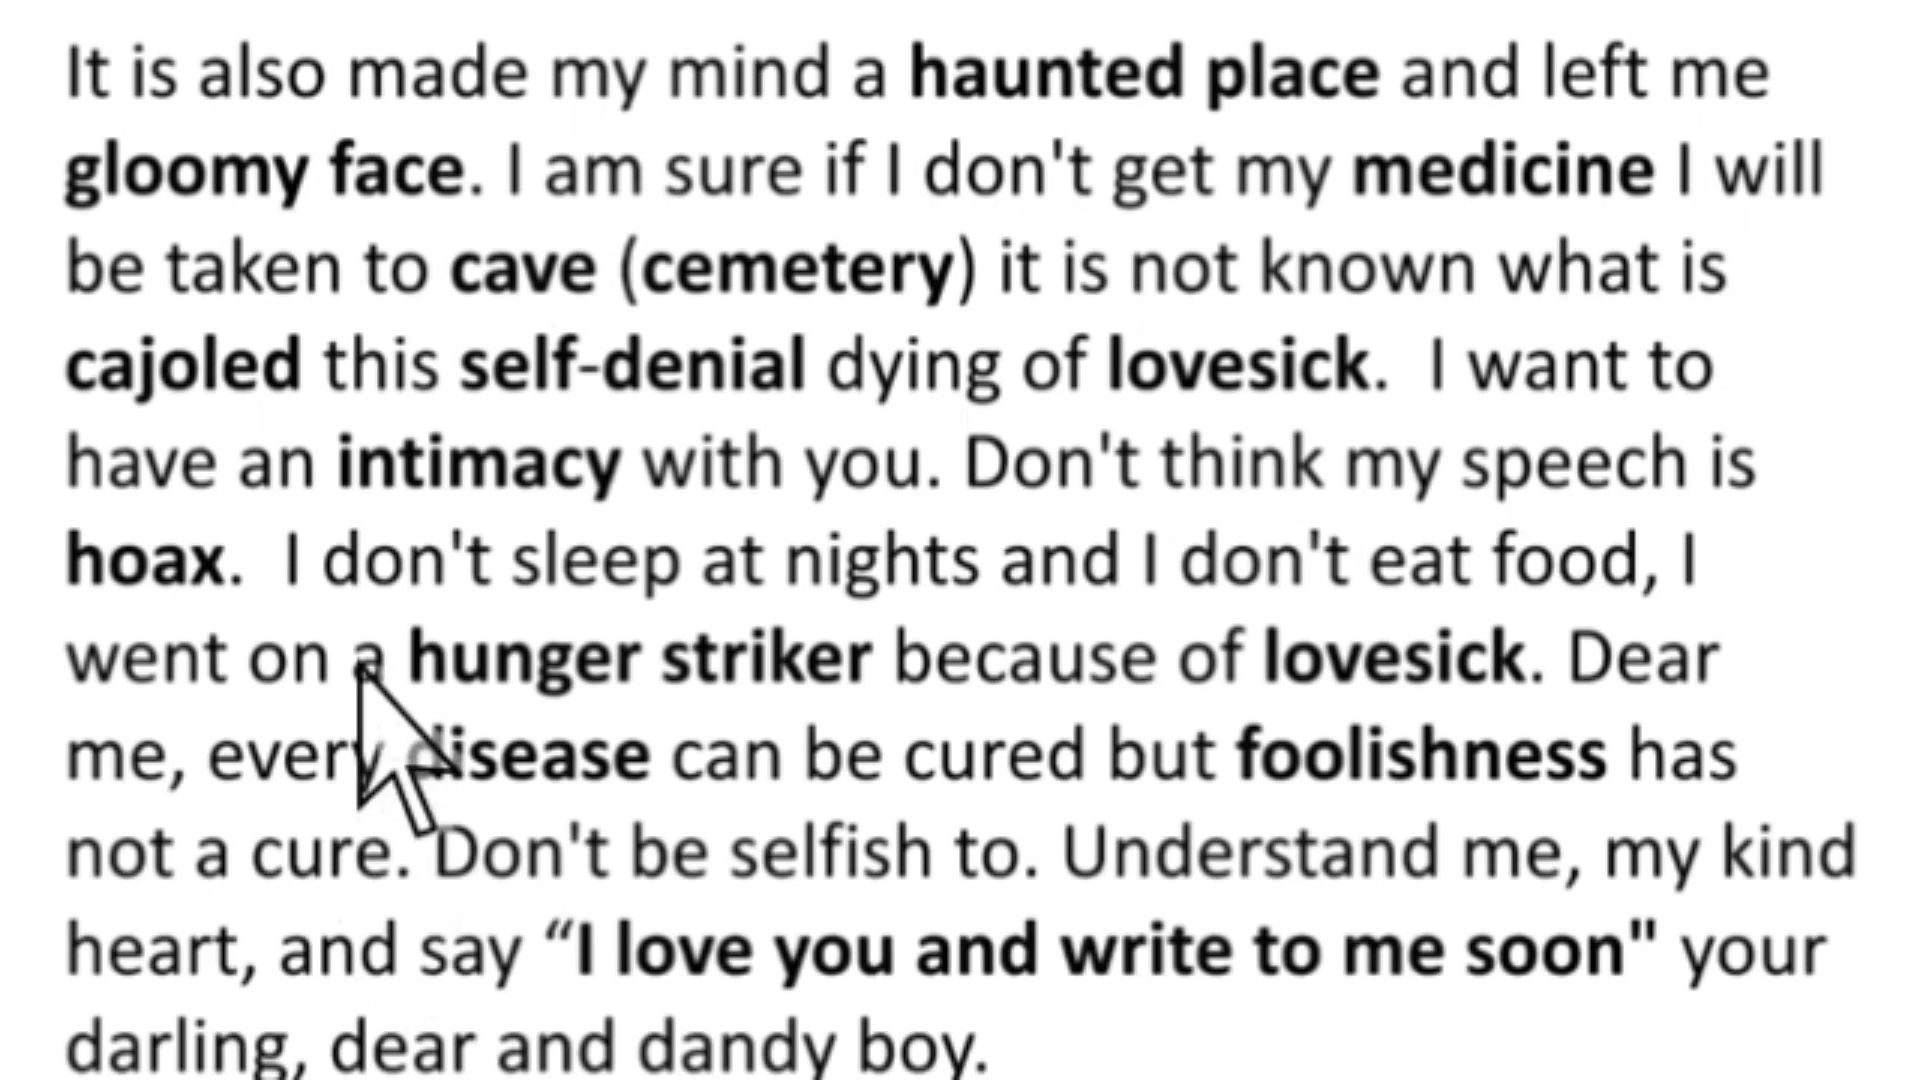 It is also made my mind a haunted place and left me
gloomy face. I am sure if I don't get my medicine I will
be taken to cave (cemetery) it is not known what is
cajoled this self-denial dying of lovesick.  I want to
have an intimacy with you. Don't think my speech is
hoax.  I don't sleep at nights and I don't eat food, I
went on a hunger striker because of lovesick. Dear
me, every disease can be cured but foolishness has
not a cure. Don't be selfish to. Understand me, my kind
heart, and say “I love you and write to me soon" your
darling, dear and dandy boy.